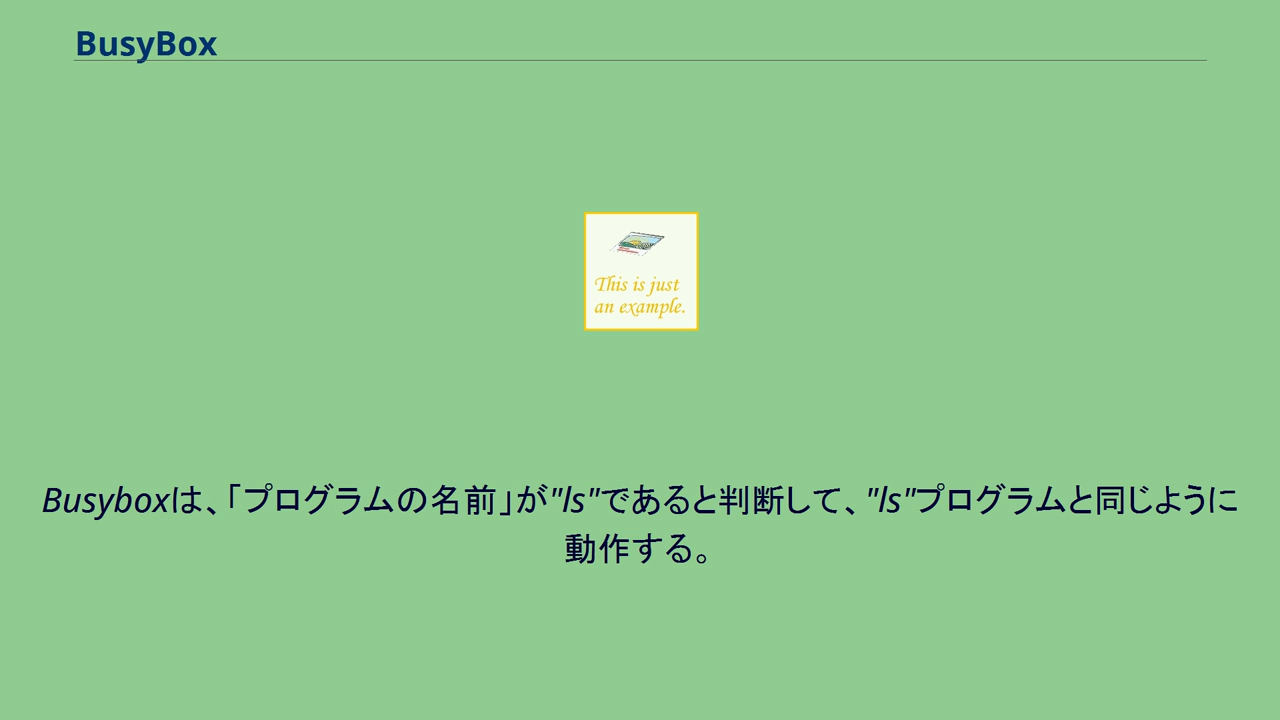 BusyBox
This is just
an example.
Busyboxは、「プログラムの名前」が"ls"であると判断して、"ls"プログラムと同じように
動作する。